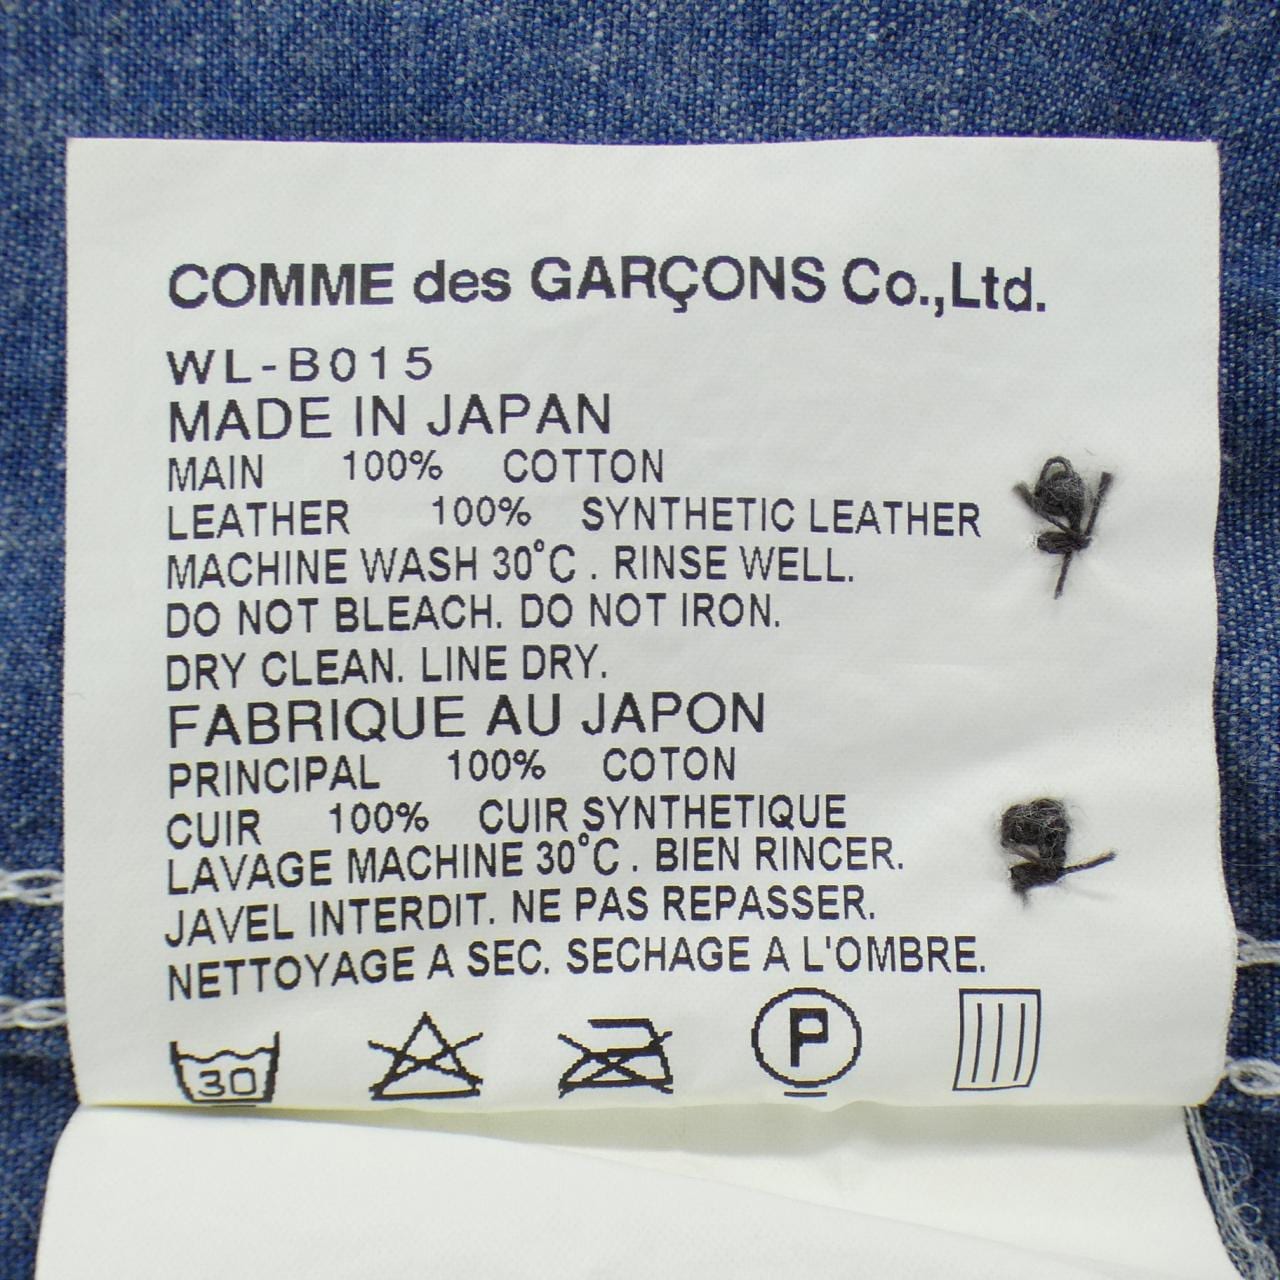 COMME des GARÇONS Co.,Ltd.
WL-B015
MADE IN JAPAN
MAIN 100% COTTON
LEATHER 100% SYNTHETIC LEATHER
MACHINE WASH 30°C . RINSE WELL.
DO NOT BLEACH. DO NOT IRON.
DRY CLEAN. LINE DRY.
FABRIQUE AU JAPON
PRINCIPAL 100% COTON
CUIR 100% CUIR SYNTHETIQUE
LAVAGE MACHINE 30°C . BIEN RINCER.
JAVEL INTERDIT. NE PAS REPASSER.
NETTOYAGE A SEC. SECHAGE A L'OMBRE.
30 P